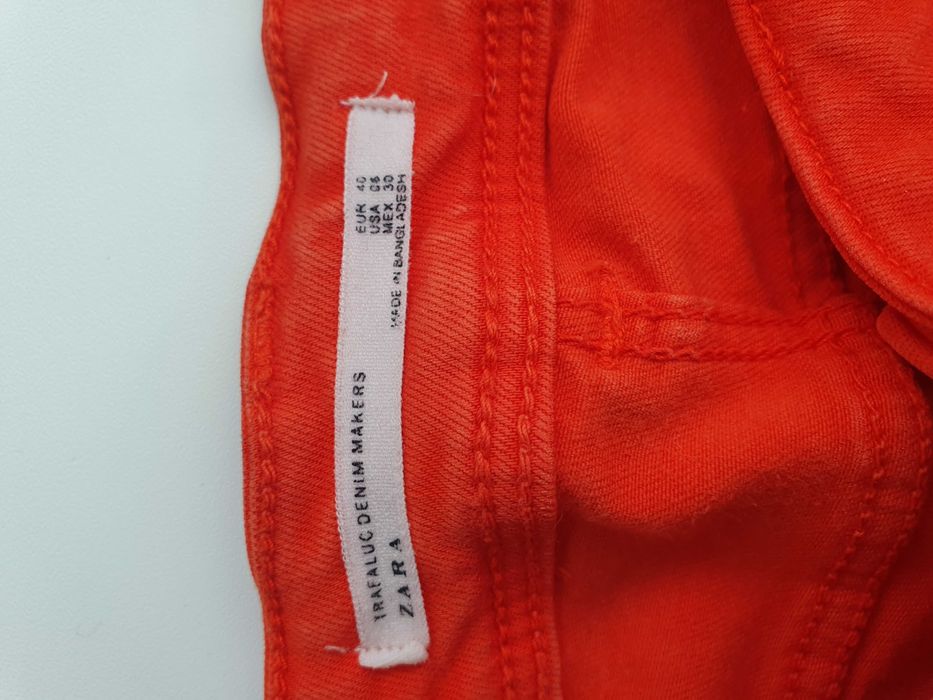 TRAFALUC DENIM MAKERS
ZARA
EUR 40
USA 08
MEX 30
MADE IN BANGLADESH